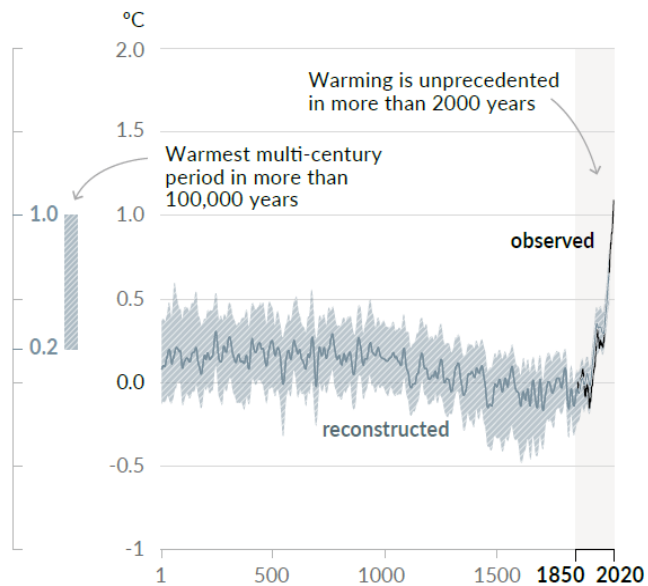 °C
2.0
Warming is unprecedented
in more than 2000 years
1.5
Warmest multi-century
period in more than
100,000 years
1.0
1.0
observed
0.5
0.2
0.0
reconstructed
-0.5
-1
1
500
1000
1500
1850
2020